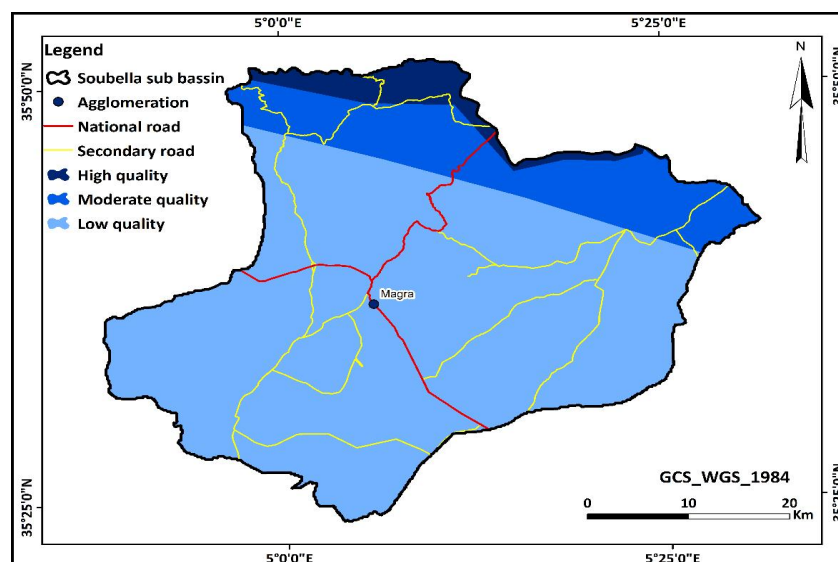 5°0'0"E
5°25'0"E
Legend
Soubella sub bassin
Agglomeration
National road
Secondary road
High quality
Moderate quality
Low quality
N
35°50'0"N
35°50'0"N
Magra
GCS_WGS_1984
0 10 20
Km
35°25'0"N
35°25'0"N
5°0'0"E
5°25'0"E